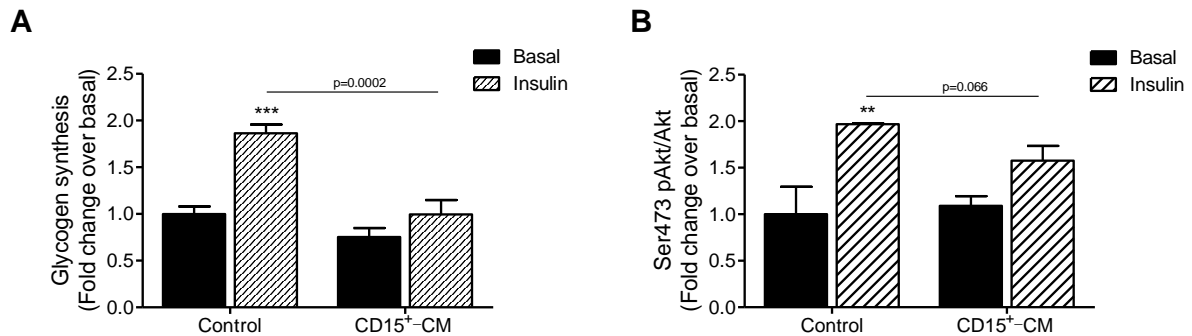 A
Basal
Insulin
Glycogen synthesis
(Fold change over basal)
2.5
2.0
1.5
1.0
0.5
0.0
p=0.0002
***
Control
CD15⁺−CM
B
Basal
Insulin
Ser473 pAkt/Akt
(Fold change over basal)
2.5
2.0
1.5
1.0
0.5
0.0
p=0.066
**
Control
CD15⁺−CM